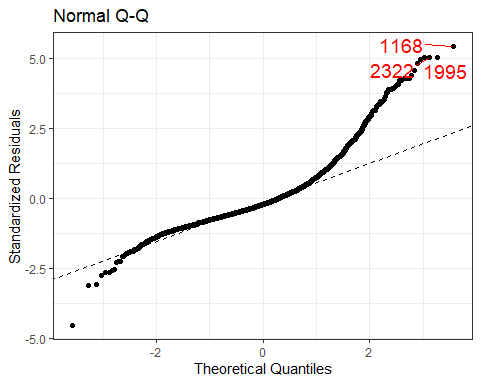 Normal Q-Q
1168
2322 1995
5.0
2.5
0.0
-2.5
-5.0
-2 0 2
Standardized Residuals
Theoretical Quantiles